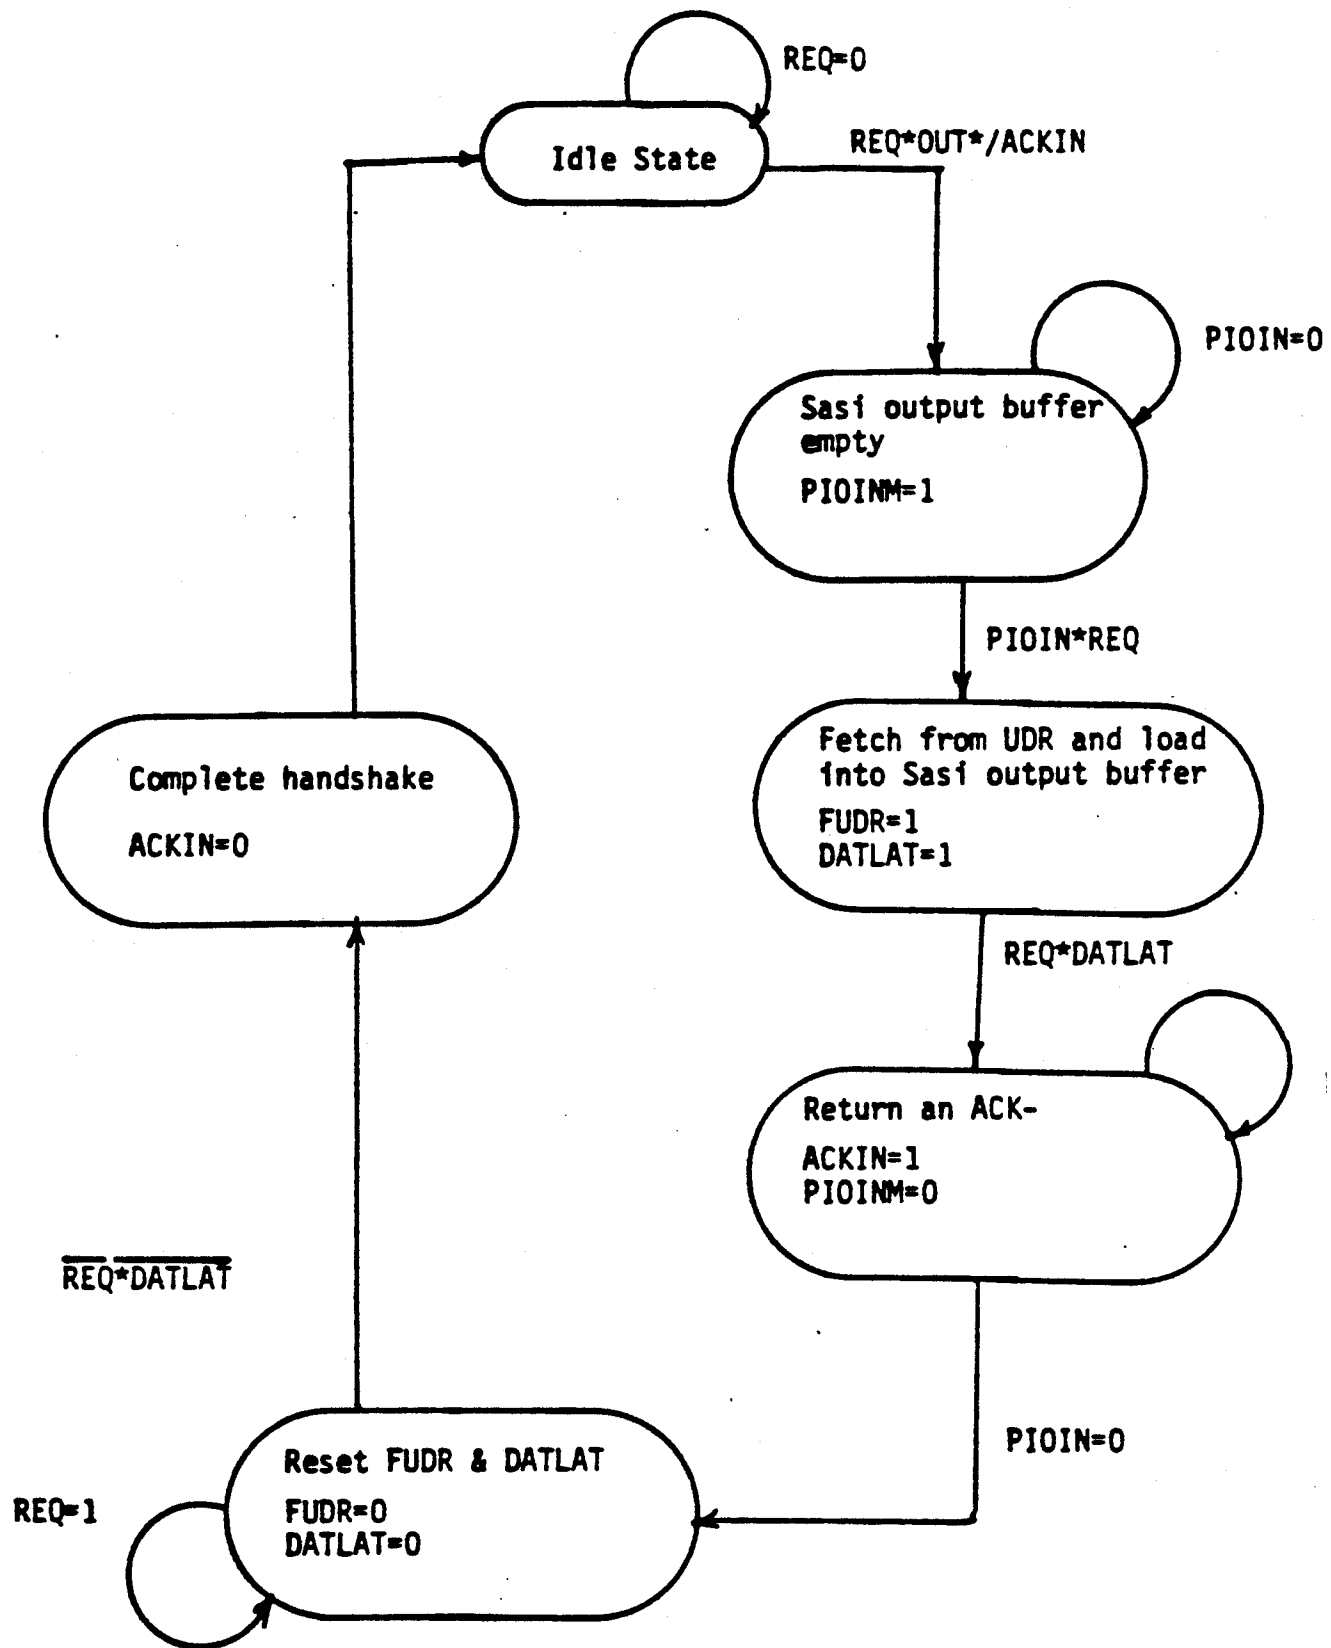 REQ=0
Idle State
REQ*OUT*/ACKIN
PIOIN=0
Sasi output buffer
empty
PIOINM=1
PIOIN*REQ
Fetch from UDR and load
into Sasi output buffer
FUDR=1
DATLAT=1
Complete handshake
ACKIN=0
REQ*DATLAT
Return an ACK-
ACKIN=1
PIOINM=0
R̅E̅Q̅*D̅A̅T̅L̅A̅T̅
PIOIN=0
Reset FUDR & DATLAT
FUDR=0
DATLAT=0
REQ=1